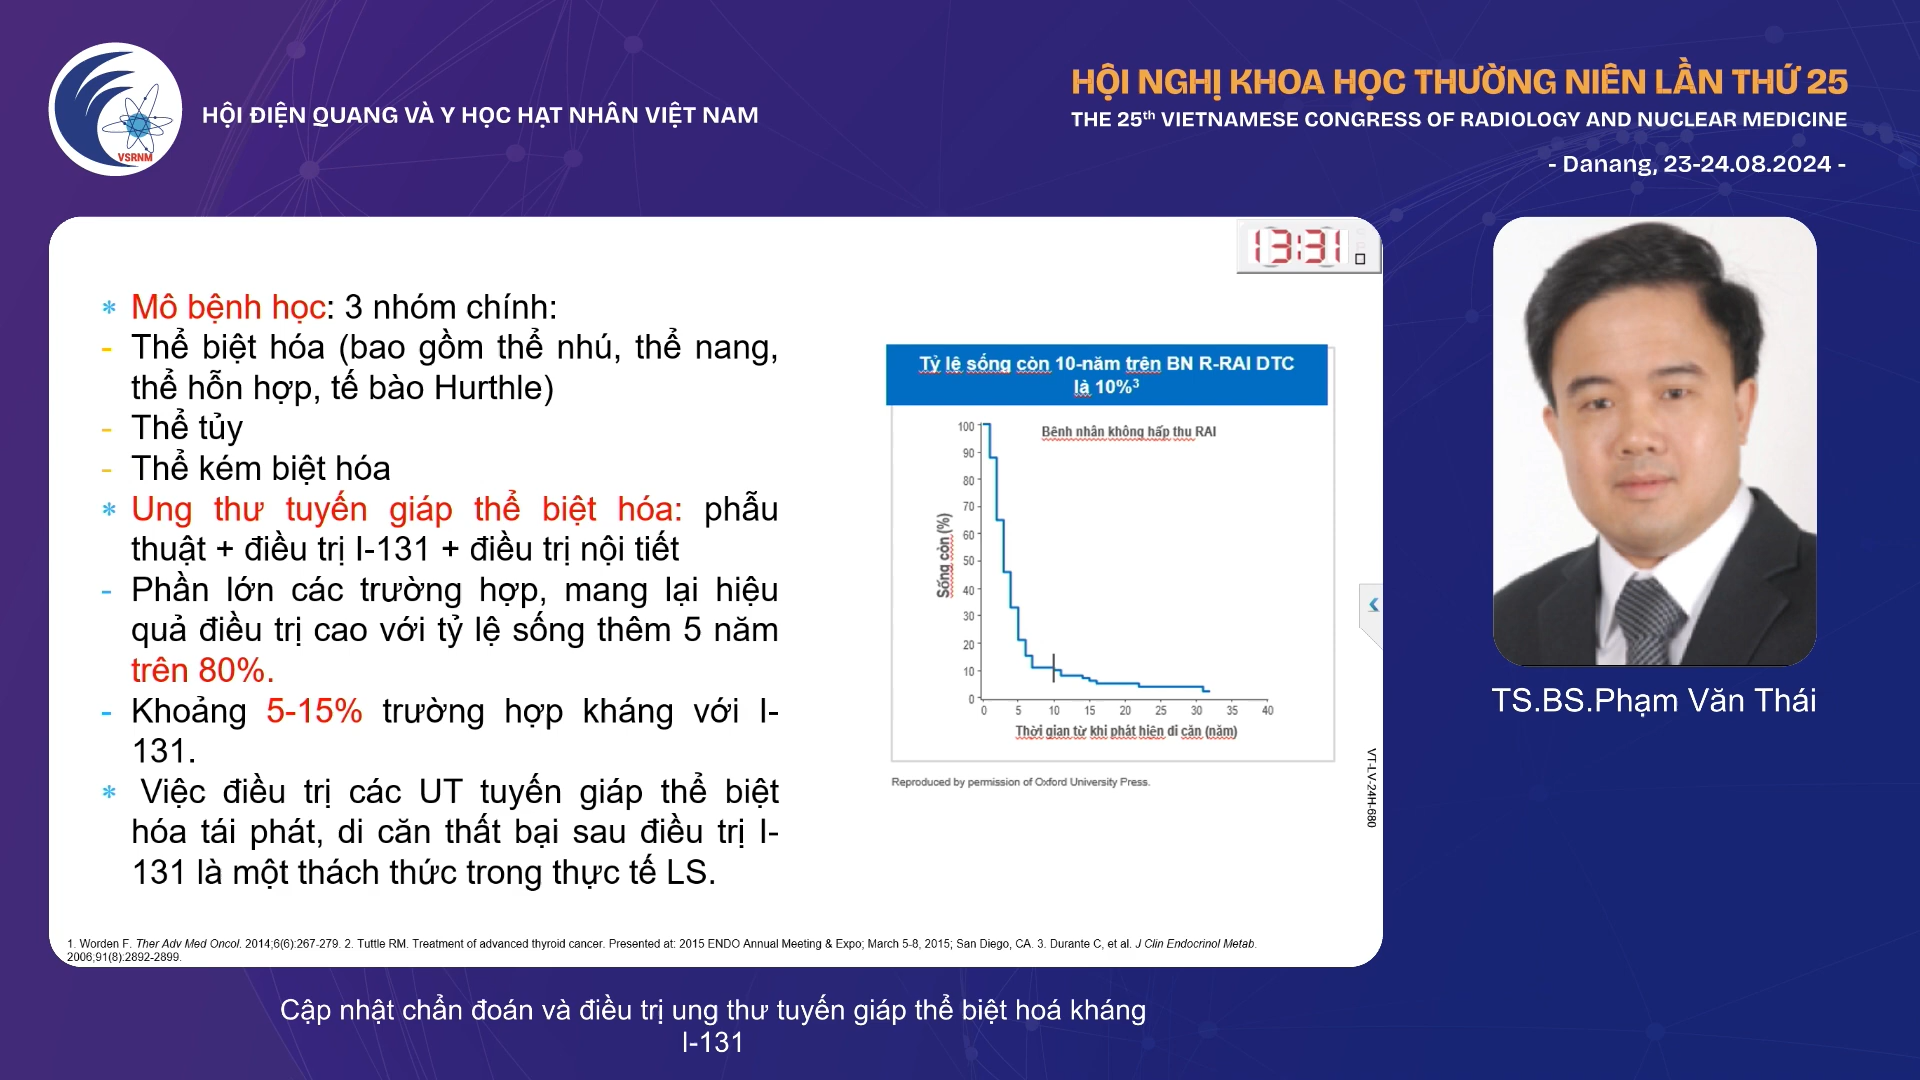 HỘI ĐIỆN QUANG VÀ Y HỌC HẠT NHÂN VIỆT NAM
VSRNM
HỘI NGHỊ KHOA HỌC THƯỜNG NIÊN LẦN THỨ 25
THE 25th VIETNAMESE CONGRESS OF RADIOLOGY AND NUCLEAR MEDICINE
- Danang, 23-24.08.2024 -
13:31
* Mô bệnh học: 3 nhóm chính:
- Thể biệt hóa (bao gồm thể nhú, thể nang,
thể hỗn hợp, tế bào Hurthle)
- Thể tủy
- Thể kém biệt hóa
* Ung thư tuyến giáp thể biệt hóa: phẫu
thuật + điều trị I-131 + điều trị nội tiết
- Phần lớn các trường hợp, mang lại hiệu
quả điều trị cao với tỷ lệ sống thêm 5 năm
trên 80%.
- Khoảng 5-15% trường hợp kháng với I-
131.
* Việc điều trị các UT tuyến giáp thể biệt
hóa tái phát, di căn thất bại sau điều trị I-
131 là một thách thức trong thực tế LS.
Tỷ lệ sống còn 10-năm trên BN R-RAI DTC
là 10%³
Bệnh nhân không hấp thu RAI
Sống còn (%)
100
90
80
70
60
50
40
30
20
10
0
0 5 10 15 20 25 30 35 40
Thời gian từ khi phát hiện di căn (năm)
Reproduced by permission of Oxford University Press.
VT-LV-24H-680
1. Worden F. Ther Adv Med Oncol. 2014;6(6):267-279. 2. Tuttle RM. Treatment of advanced thyroid cancer. Presented at: 2015 ENDO Annual Meeting & Expo; March 5-8, 2015; San Diego, CA. 3. Durante C, et al. J Clin Endocrinol Metab.
2006;91(8):2892-2899.
TS.BS.Phạm Văn Thái
Cập nhật chẩn đoán và điều trị ung thư tuyến giáp thể biệt hoá kháng
I-131